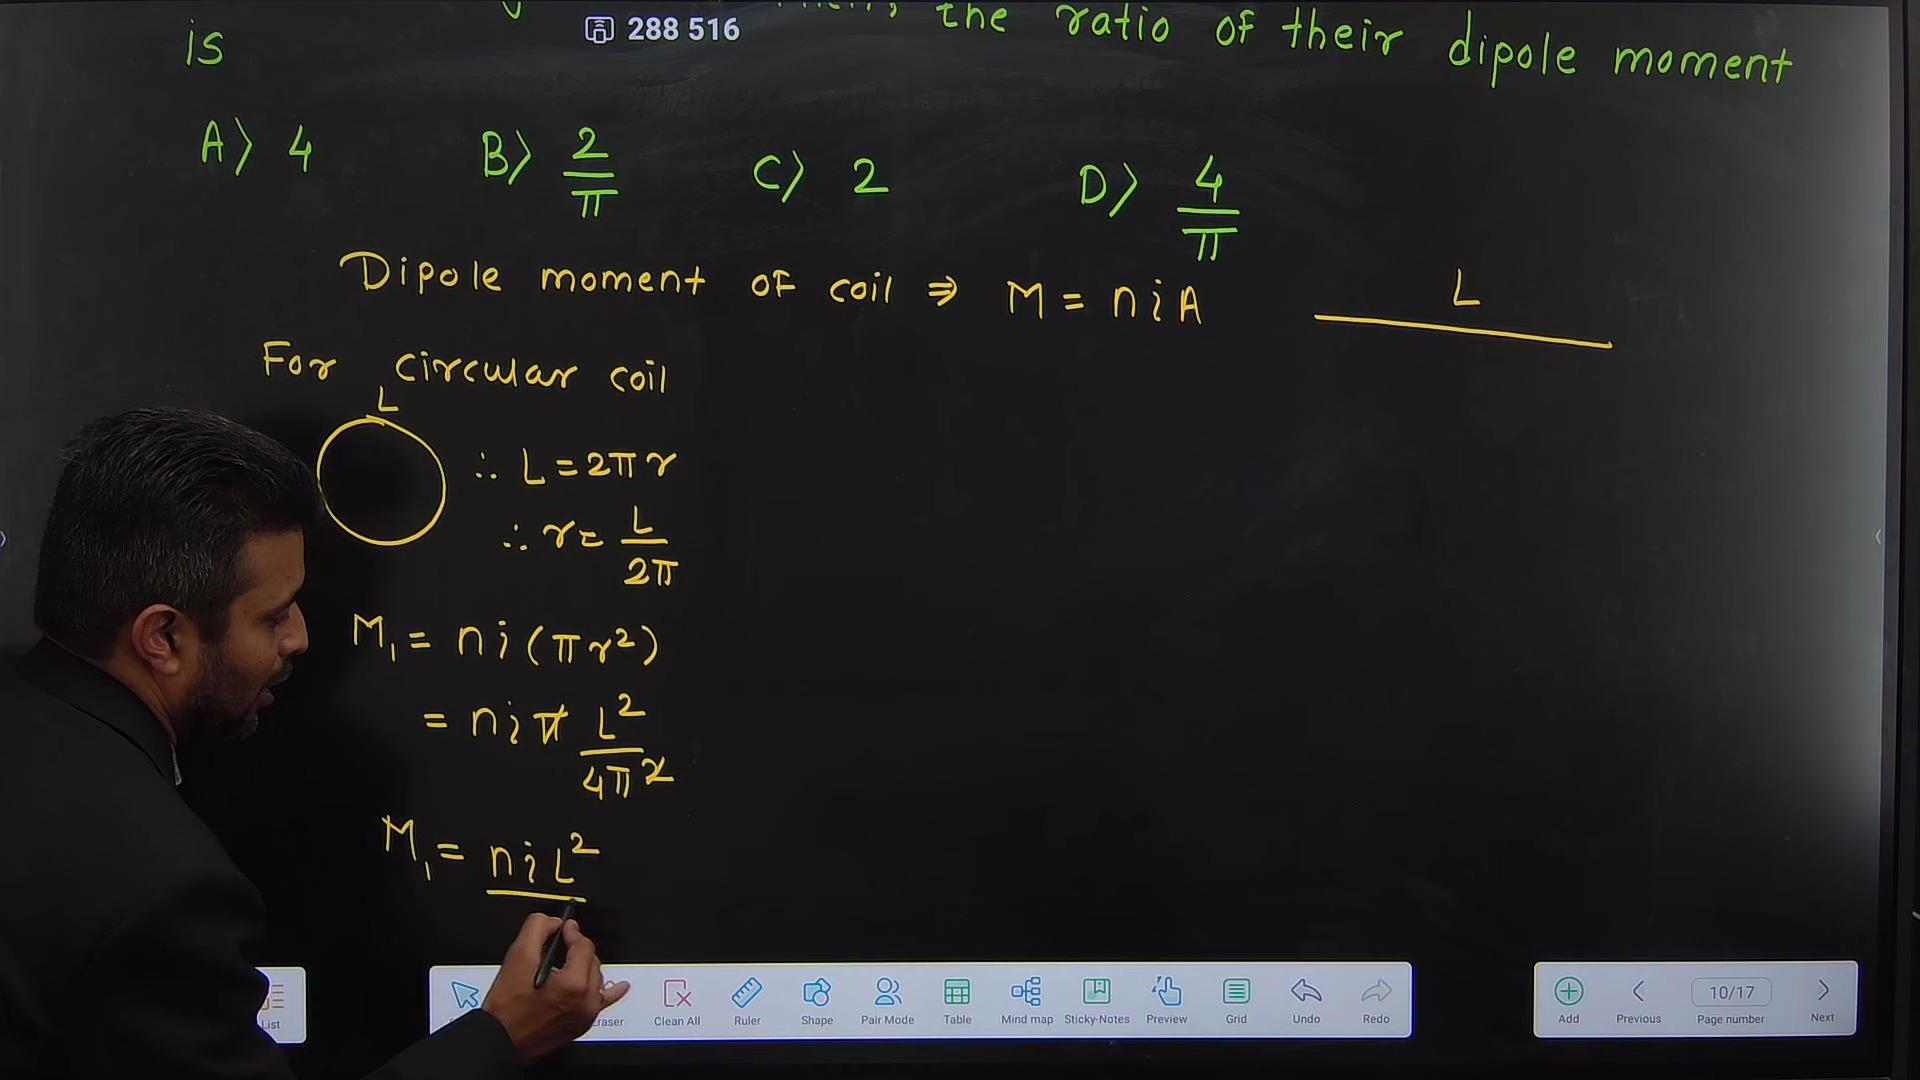 288 516
the ratio of their dipole moment
is
A) 4 B) 2/π C) 2 D) 4/π
Dipole moment of coil ⇒ M = n i A
L
For circular coil
L
∴ L = 2πr
∴ r = L/2π
M₁ = n i (πr²)
= n i π L²/4π²
M₁ = n i L²
List
Clean All
Ruler
Shape
Pair Mode
Table
Mind map
Sticky-Notes
Preview
Grid
Undo
Redo
Add
Previous
10/17
Page number
Next